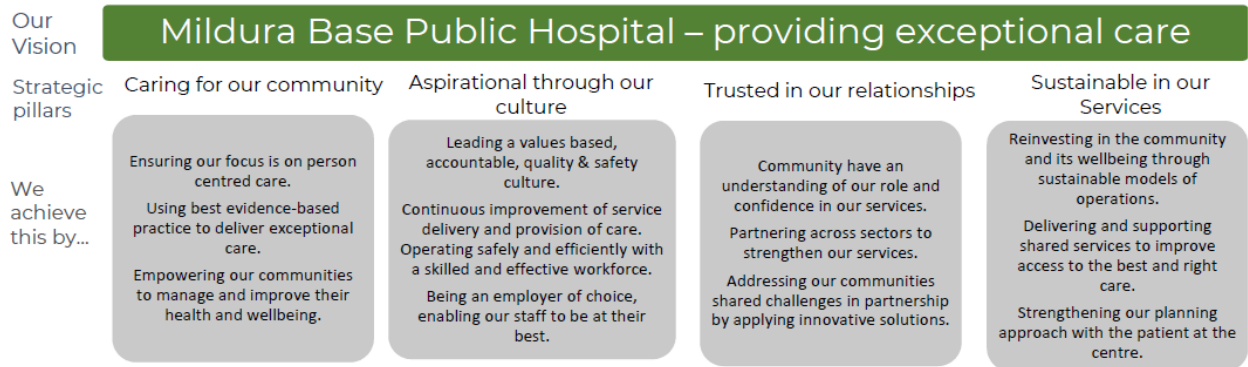 Our
Vision
Mildura Base Public Hospital – providing exceptional care
Strategic
pillars
Caring for our community
Aspirational through our
culture
Trusted in our relationships
Sustainable in our
Services
We
achieve
this by...
Ensuring our focus is on person
centred care.
Using best evidence-based
practice to deliver exceptional
care.
Empowering our communities
to manage and improve their
health and wellbeing.
Leading a values based,
accountable, quality & safety
culture.
Continuous improvement of service
delivery and provision of care.
Operating safely and efficiently with
a skilled and effective workforce.
Being an employer of choice,
enabling our staff to be at their
best.
Community have an
understanding of our role and
confidence in our services.
Partnering across sectors to
strengthen our services.
Addressing our communities
shared challenges in partnership
by applying innovative solutions.
Reinvesting in the community
and its wellbeing through
sustainable models of
operations.
Delivering and supporting
shared services to improve
access to the best and right
care.
Strengthening our planning
approach with the patient at the
centre.